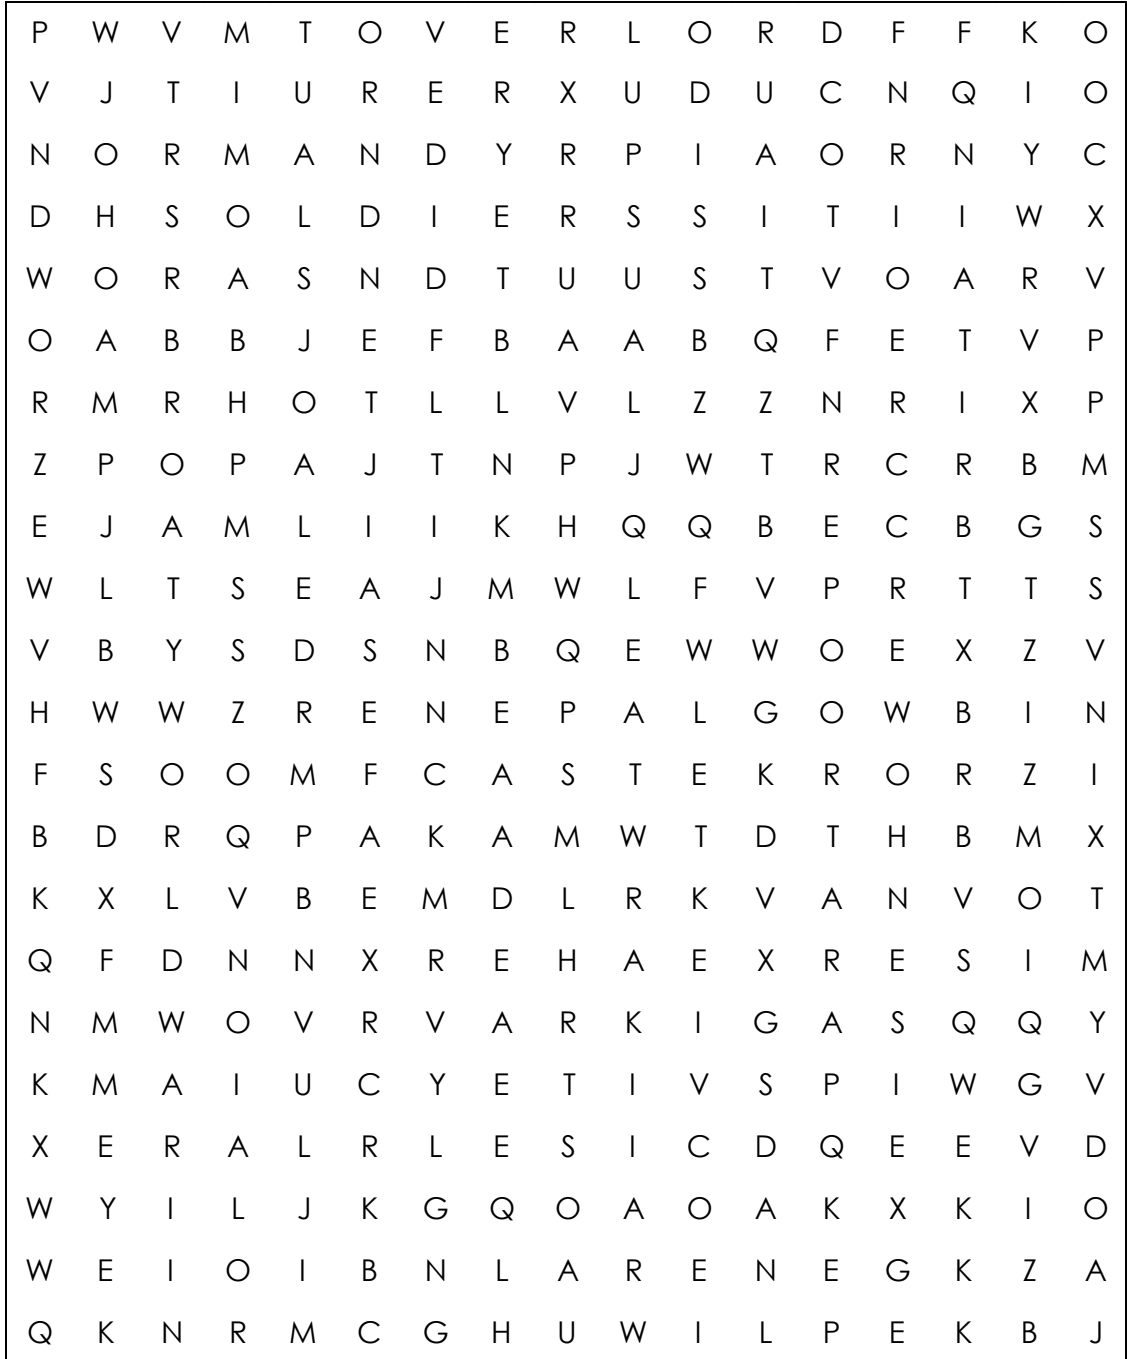 P W V M T O V E R L O R D F F K O
V J T I U R E R X U D U C N Q I O
N O R M A N D Y R P I A O R N Y C
D H S O L D I E R S S I T I I W X
W O R A S N D T U U S T V O A R V
O A B B J E F B A A B Q F E T V P
R M R H O T L L V L Z Z N R I X P
Z P O P A J T N P J W T R C R B M
E J A M L I I K H Q Q B E C B G S
W L T S E A J M W L F V P R T T S
V B Y S D S N B Q E W W O E X Z V
H W W Z R E N E P A L G O W B I N
F S O O M F C A S T E K R O R Z I
B D R Q P A K A M W T D T H B M X
K X L V B E M D L R K V A N V O T
Q F D N N X R E H A E X R E S I M
N M W O V R V A R K I G A S Q Q Y
K M A I U C Y E T I V S P I W G V
X E R A L R L E S I C D Q E E V D
W Y I L J K G Q O A O A K X K I O
W E I O I B N L A R E N E G K Z A
Q K N R M C G H U W I L P E K B J